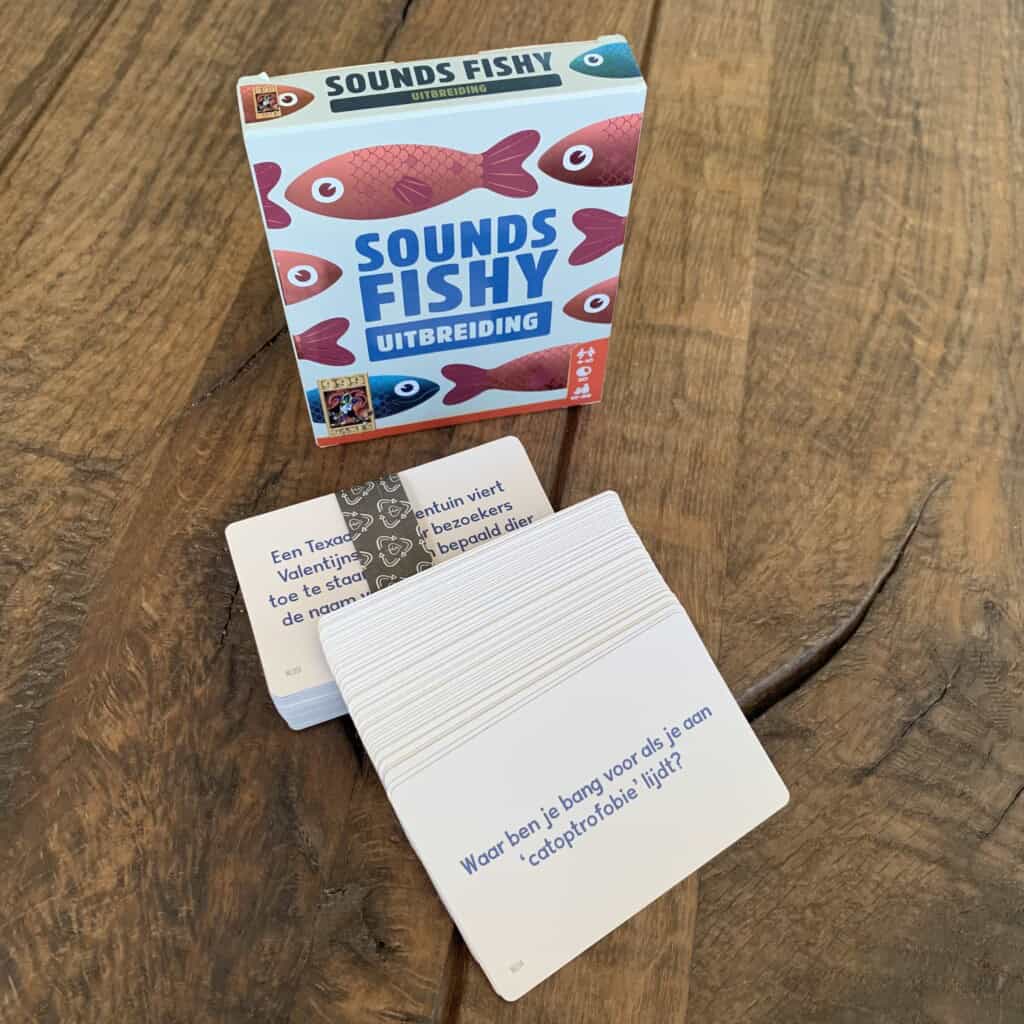 SOUNDS FISHY
UITBREIDING
SOUNDS
FISHY
UITBREIDING
Een entuin viert
Valentijns bezoekers
toe te staa bepaald dier
de naam
Waar ben je bang voor als je aan
‘catoptrofobie’ lijdt?